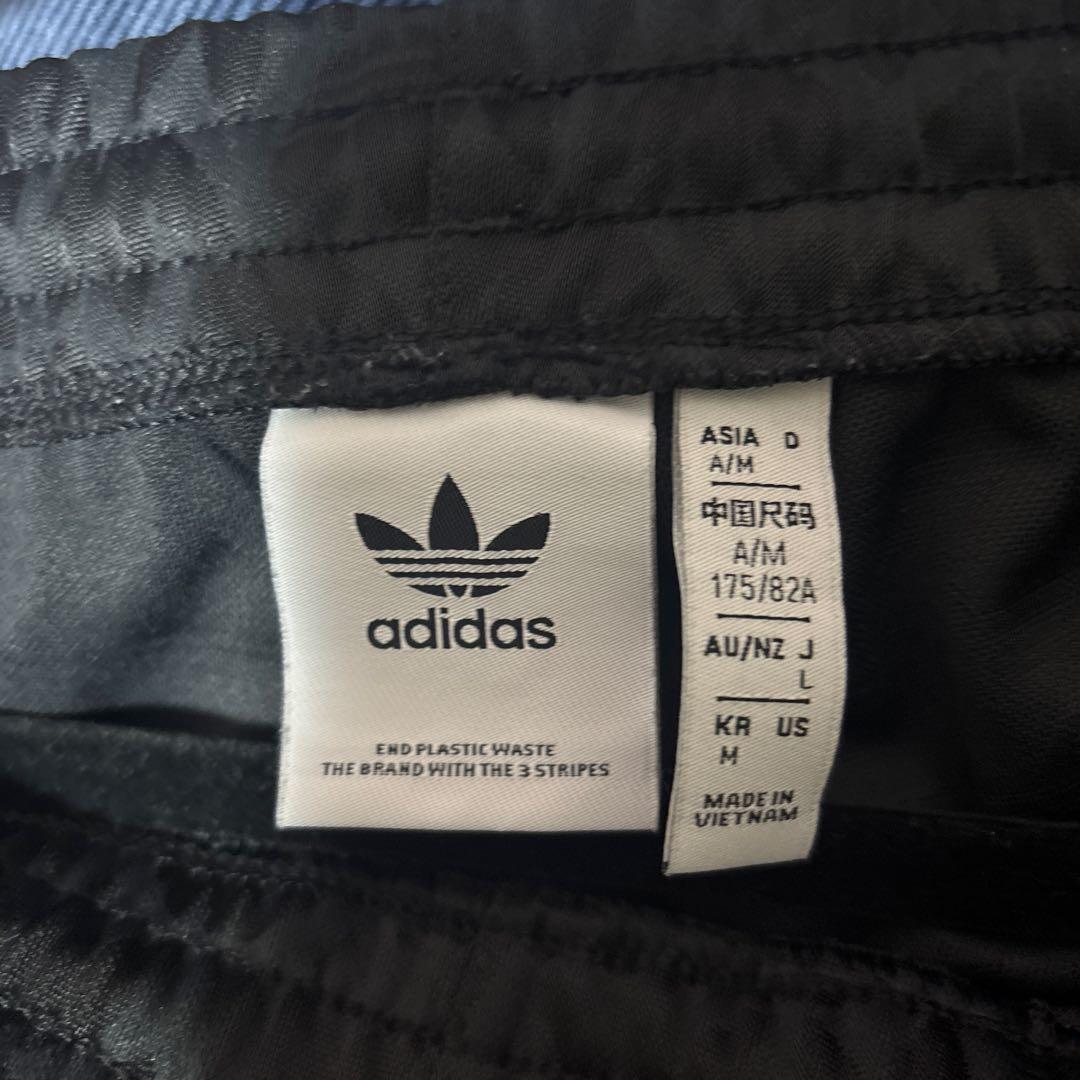 adidas
END PLASTIC WASTE
THE BRAND WITH THE 3 STRIPES
ASIA D
A/M
中国尺码
A/M
175/82A
AU/NZ J
L
KR US
M
MADE IN
VIETNAM